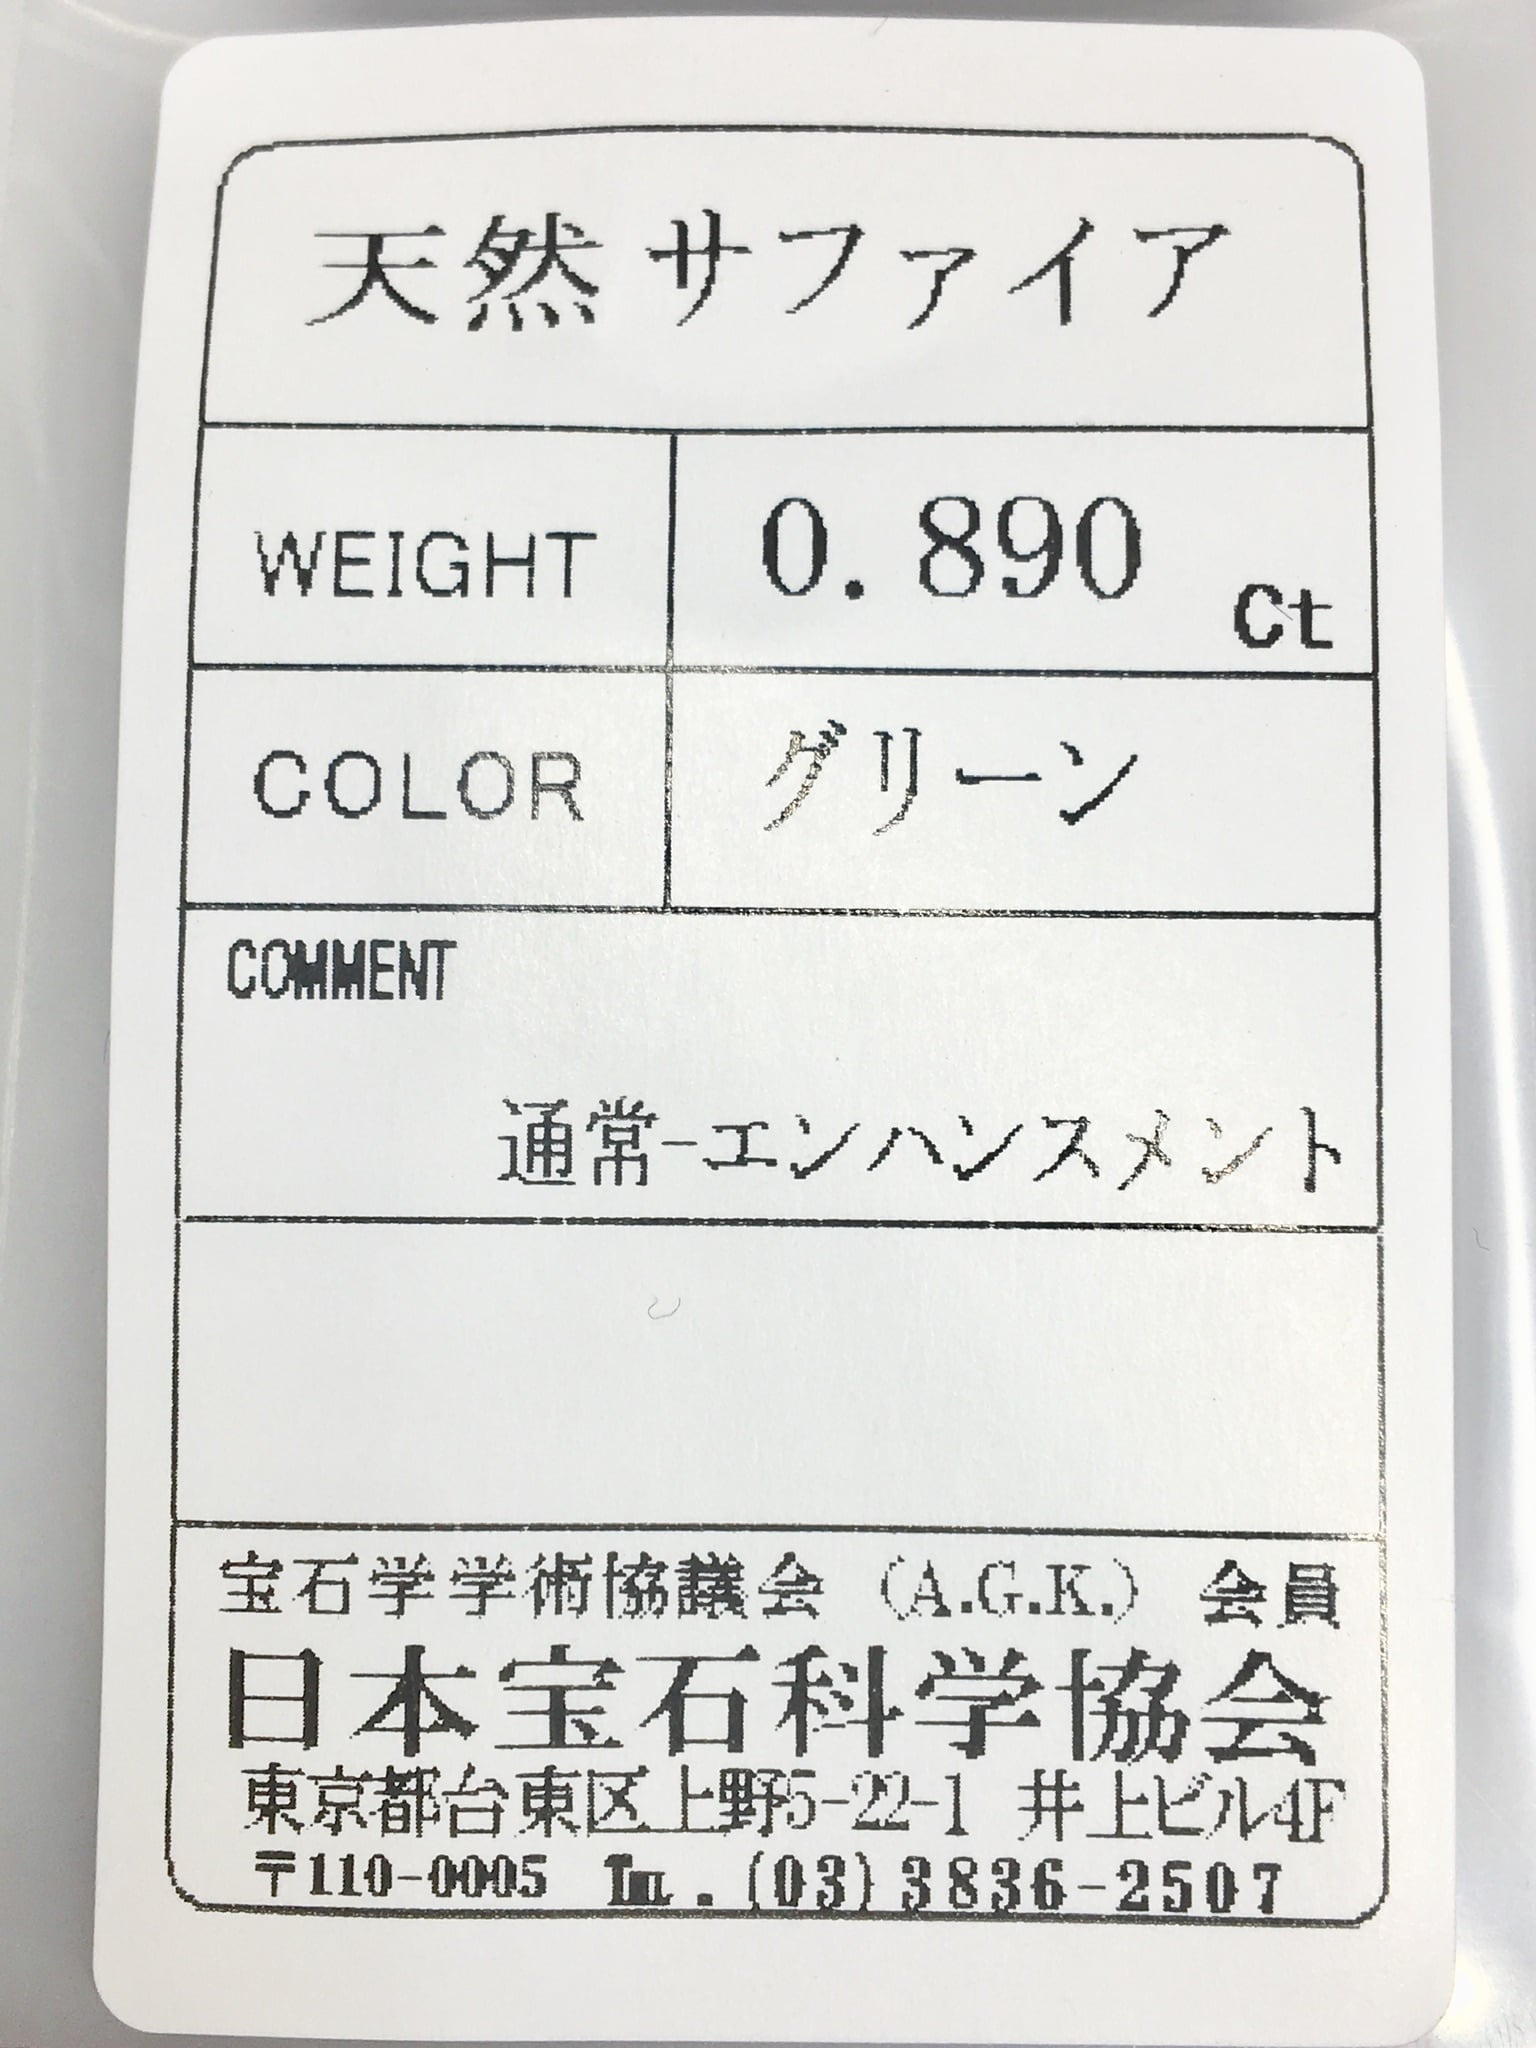 天然 サファイア
WEIGHT 0.890 Ct
COLOR グリーン
COMMENT
通常-エンハンスメント
宝石学学術協議会 (A.G.K.) 会員
日本宝石科学協会
東京都台東区上野5-22-1 井上ビル4F
〒110-0005 ℡.(03)3836-2507